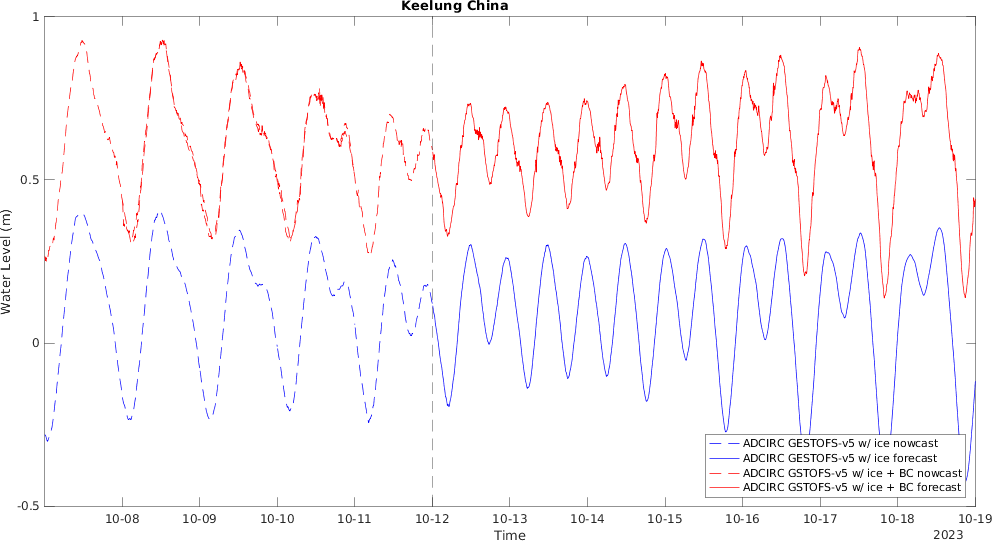 Keelung China
Water Level (m)
1
0.5
0
-0.5
10-08
10-09
10-10
10-11
10-12
10-13
10-14
10-15
10-16
10-17
10-18
10-19
Time
2023
ADCIRC GESTOFS-v5 w/ ice nowcast
ADCIRC GESTOFS-v5 w/ ice forecast
ADCIRC GSTOFS-v5 w/ ice + BC nowcast
ADCIRC GSTOFS-v5 w/ ice + BC forecast